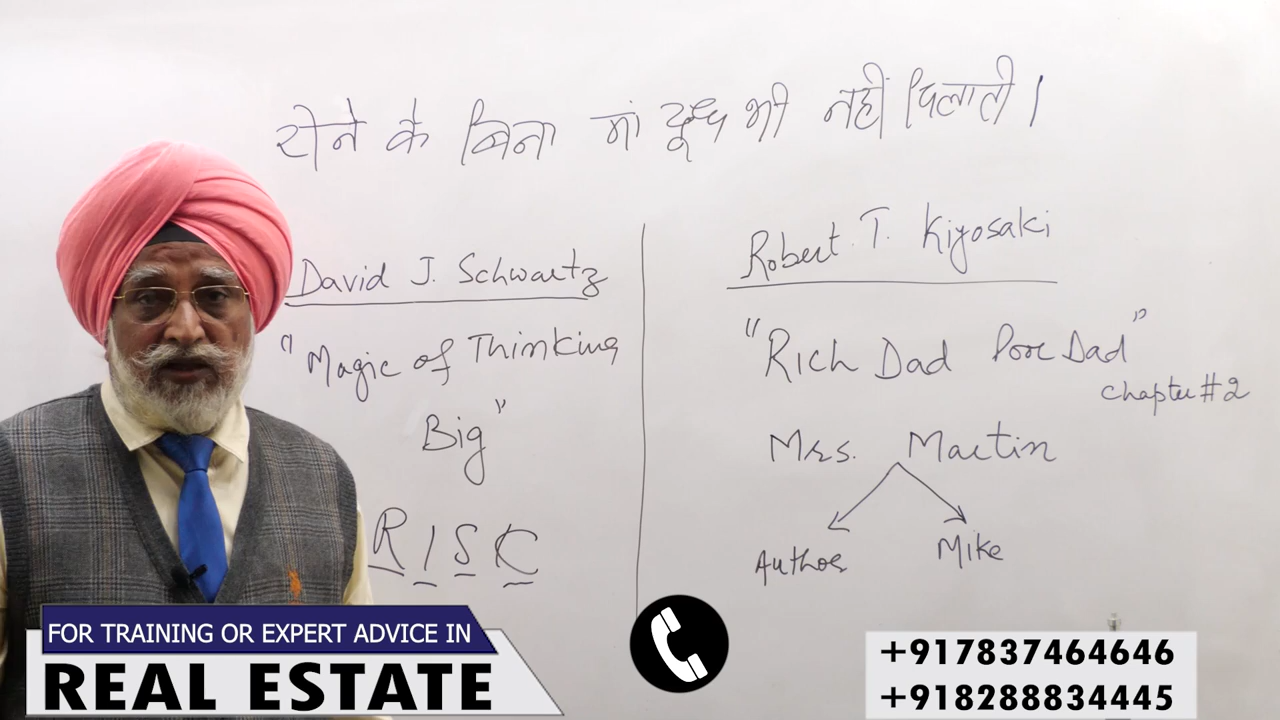 रोने के बिना मां दूध भी नहीं पिलाती।
David J. Schwartz
"Magic of Thinking
Big"
RISK
Robert T. Kiyosaki
"Rich Dad Poor Dad"
Chapter # 2
Mrs. Martin
Author Mike
FOR TRAINING OR EXPERT ADVICE IN
REAL ESTATE
+917837464646
+918288834445